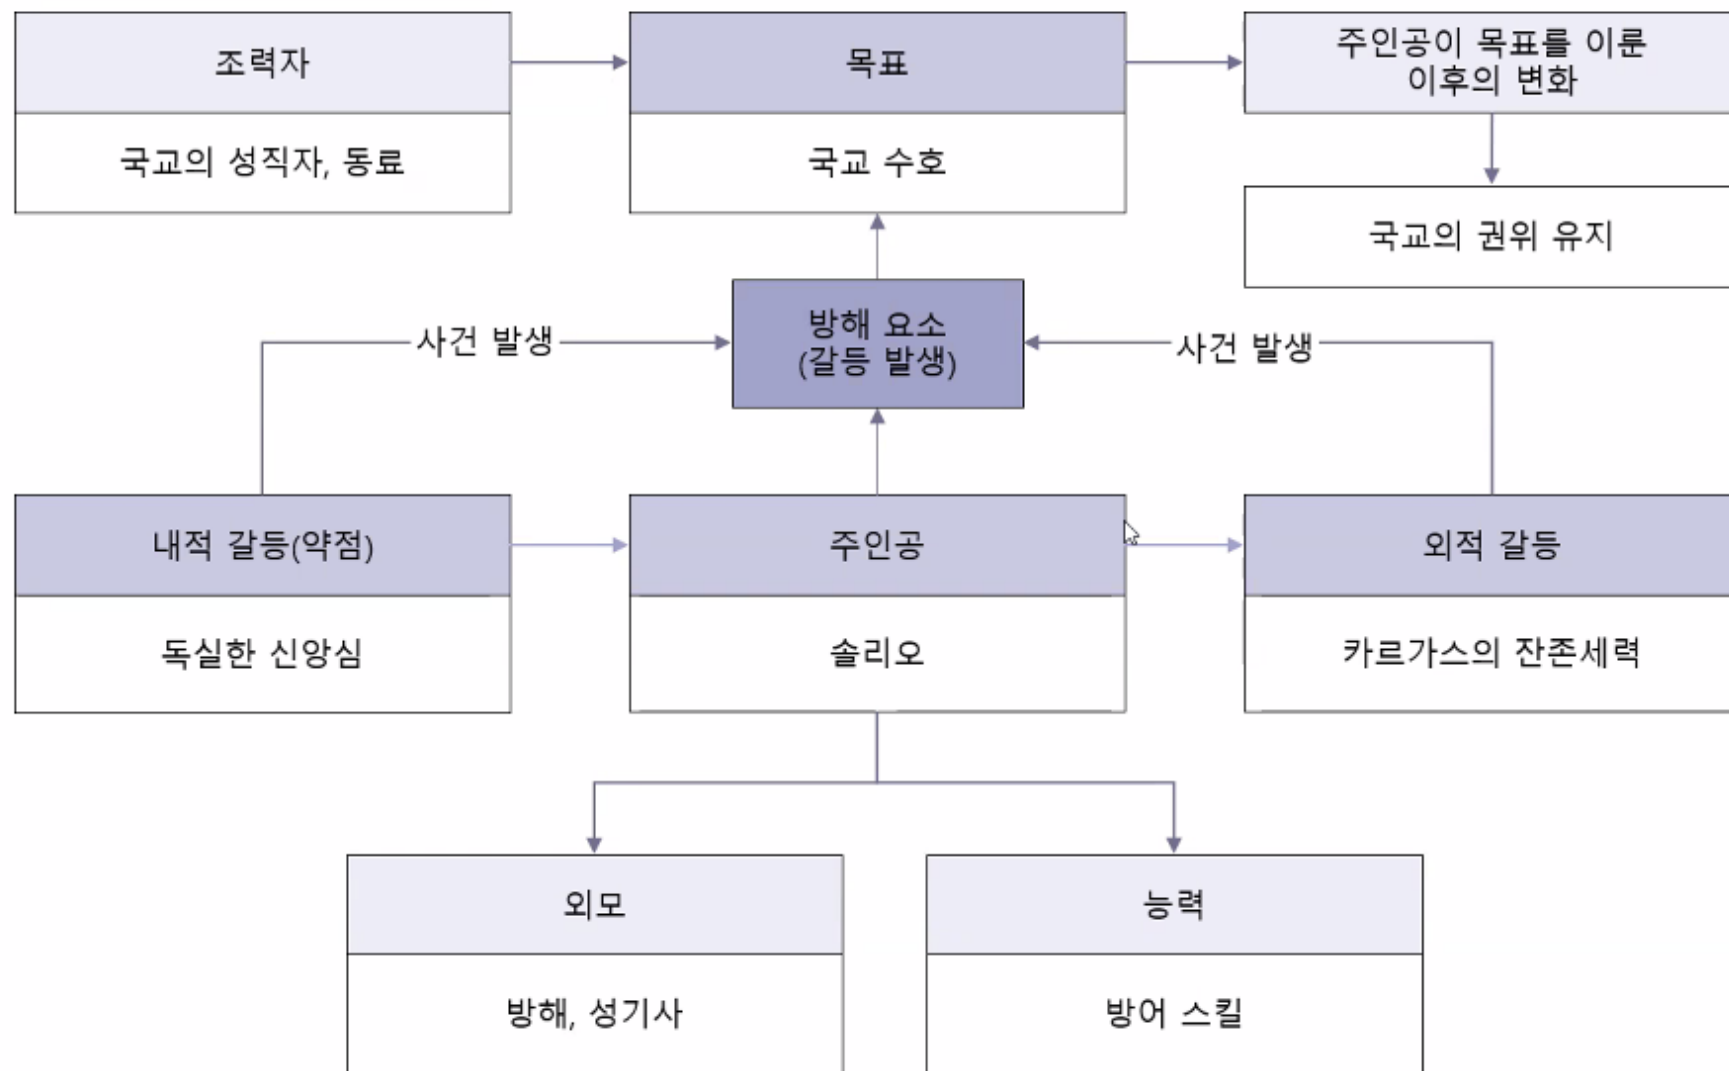 조력자
목표
주인공이 목표를 이룬
이후의 변화
국교의 성직자, 동료
국교 수호
국교의 권위 유지
방해 요소
(갈등 발생)
사건 발생
사건 발생
내적 갈등(약점)
주인공
외적 갈등
독실한 신앙심
솔리오
카르가스의 잔존세력
외모
능력
방해, 성기사
방어 스킬